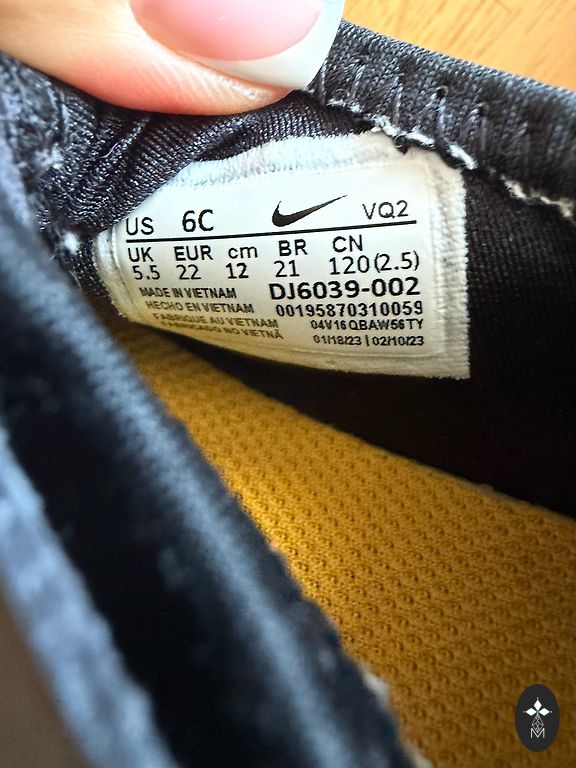 US 6C VQ2
UK EUR cm BR CN
5.5 22 12 21 120(2.5)
MADE IN VIETNAM DJ6039-002
HECHO EN VIETNAM 00195870310059
FABRIQUE AU VIETNAM 04V16QBAW56TY
FABRICADO NO VIETNÃ 01/18/23 | 02/10/23
M